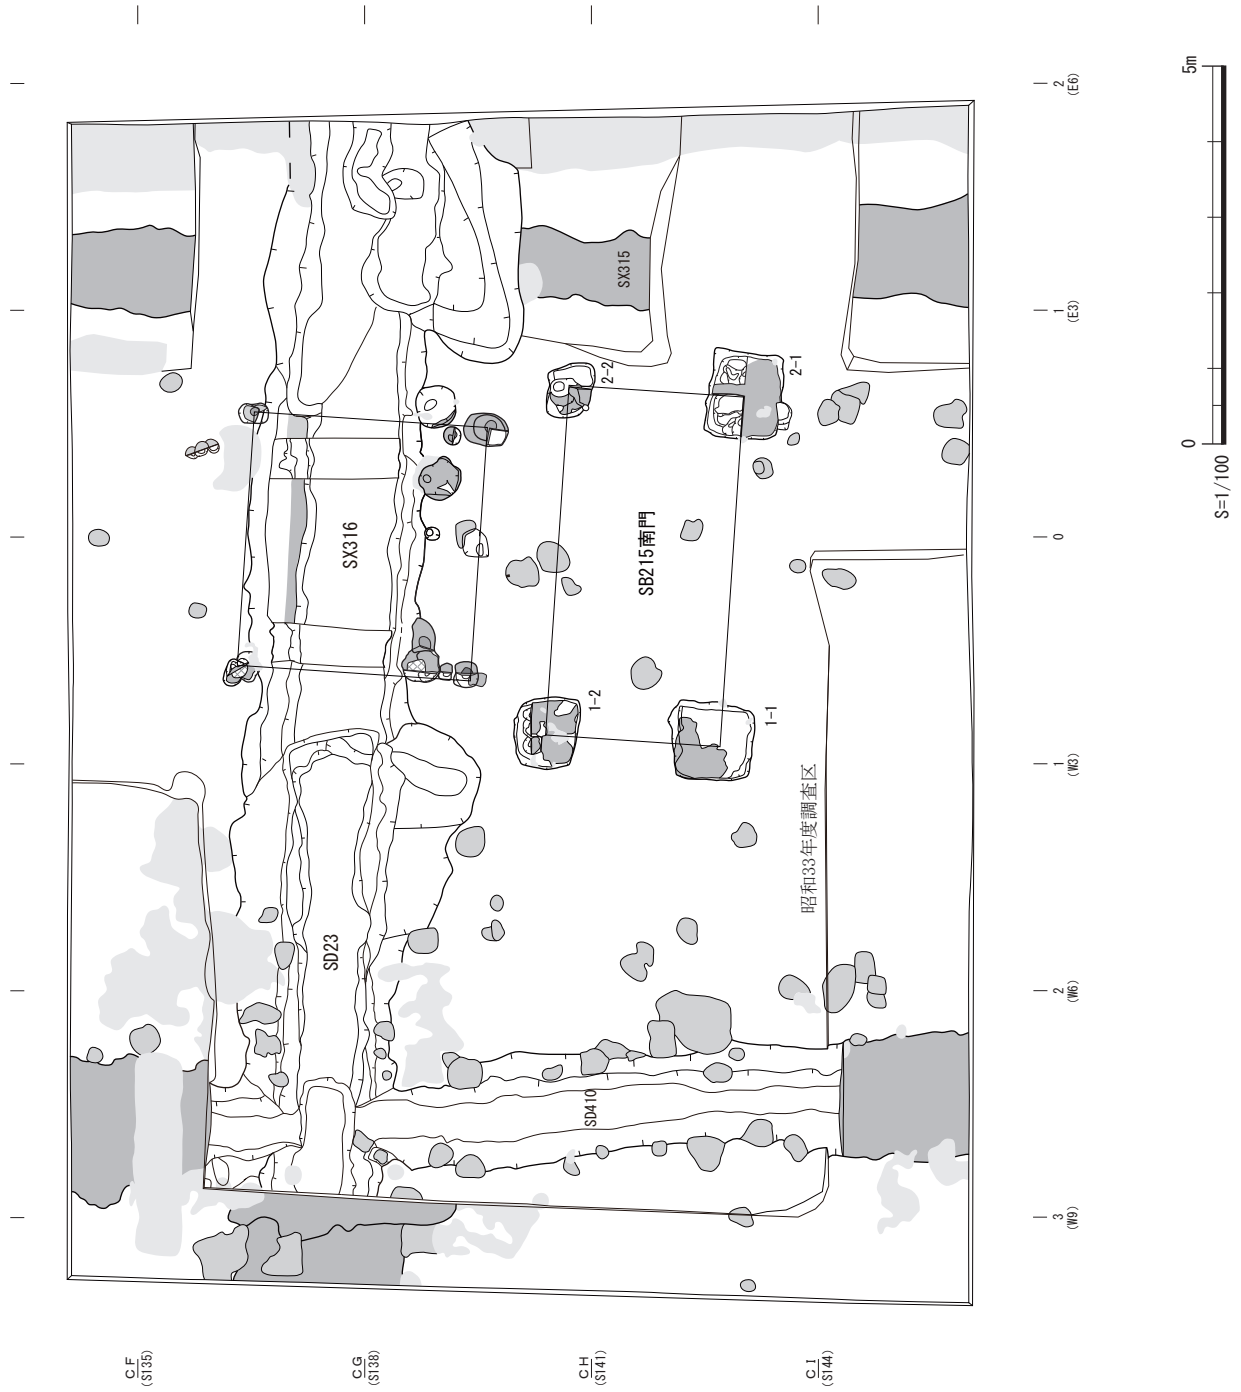 5m
0
S=1/100
2
(E6)
1
(E3)
0
1
(W3)
2
(W6)
3
(W9)
SX315
2-2
2-1
SX316
SB215南門
1-2
1-1
昭和33年度調査区
SD23
SD410
CF
(S135)
CG
(S138)
CH
(S141)
CI
(S144)